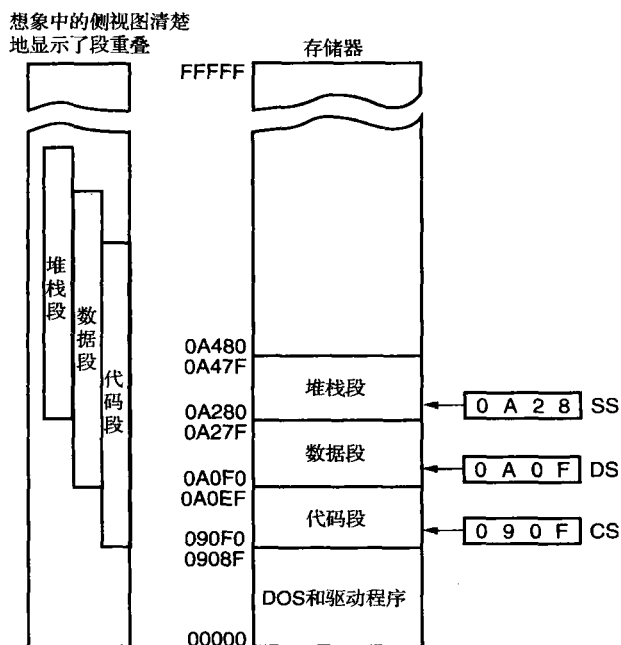 想象中的侧视图清楚
地显示了段重叠
存储器
FFFFF
堆栈段
数据段
代码段
0A480
0A47F
堆栈段
0A280
0 A 2 8 SS
0A27F
数据段
0A0F0
0 A 0 F DS
0A0EF
代码段
090F0
0 9 0 F CS
0908F
DOS和驱动程序
00000